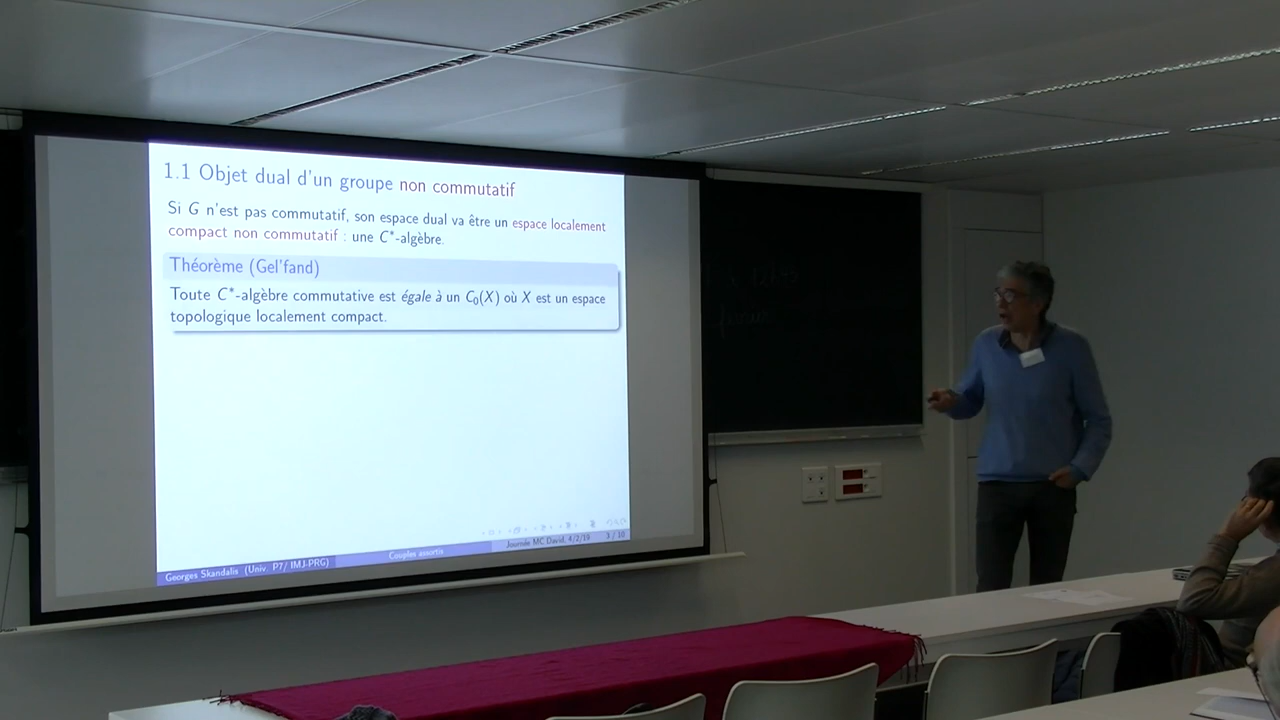 1.1 Objet dual d'un groupe non commutatif
Si G n'est pas commutatif, son espace dual va être un espace localement
compact non commutatif : une C*-algèbre.
Théorème (Gel'fand)
Toute C*-algèbre commutative est égale à un C₀(X) où X est un espace
topologique localement compact.
Georges Skandalis (Univ. P7/ IMJ-PRG) Couples assortis Journée MC David, 4/2/19 3 / 10